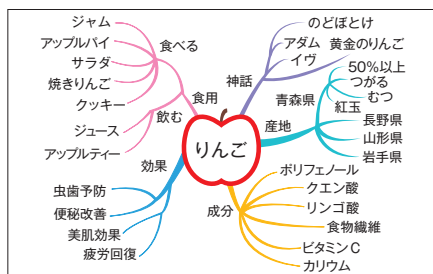 りんご
食用
食べる
ジャム
アップルパイ
サラダ
焼きりんご
クッキー
飲む
ジュース
アップルティー
効果
虫歯予防
便秘改善
美肌効果
疲労回復
神話
のどぼとけ
アダム
イヴ
黄金のりんご
産地
青森県
50%以上
つがる
むつ
紅玉
長野県
山形県
岩手県
成分
ポリフェノール
クエン酸
リンゴ酸
食物繊維
ビタミンC
カリウム